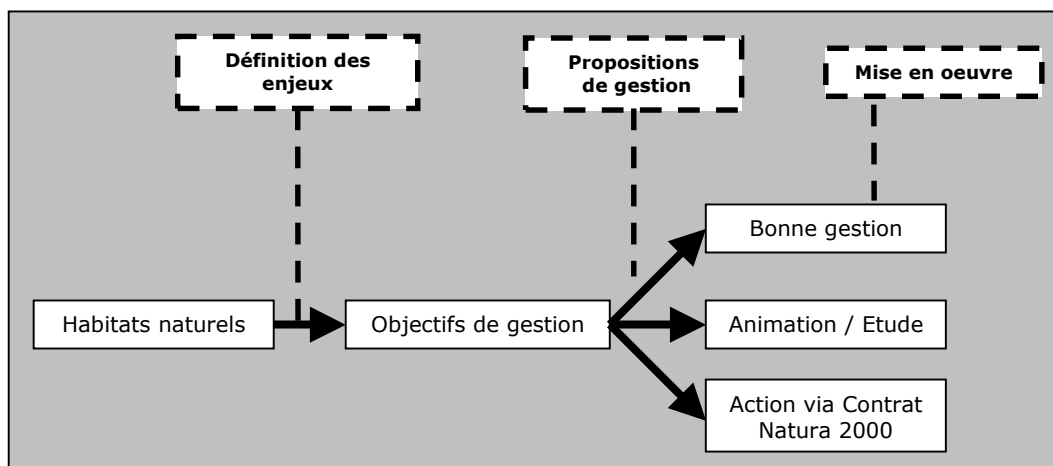 Définition des
enjeux
Propositions
de gestion
Mise en oeuvre
Bonne gestion
Habitats naturels
Objectifs de gestion
Animation / Etude
Action via Contrat
Natura 2000